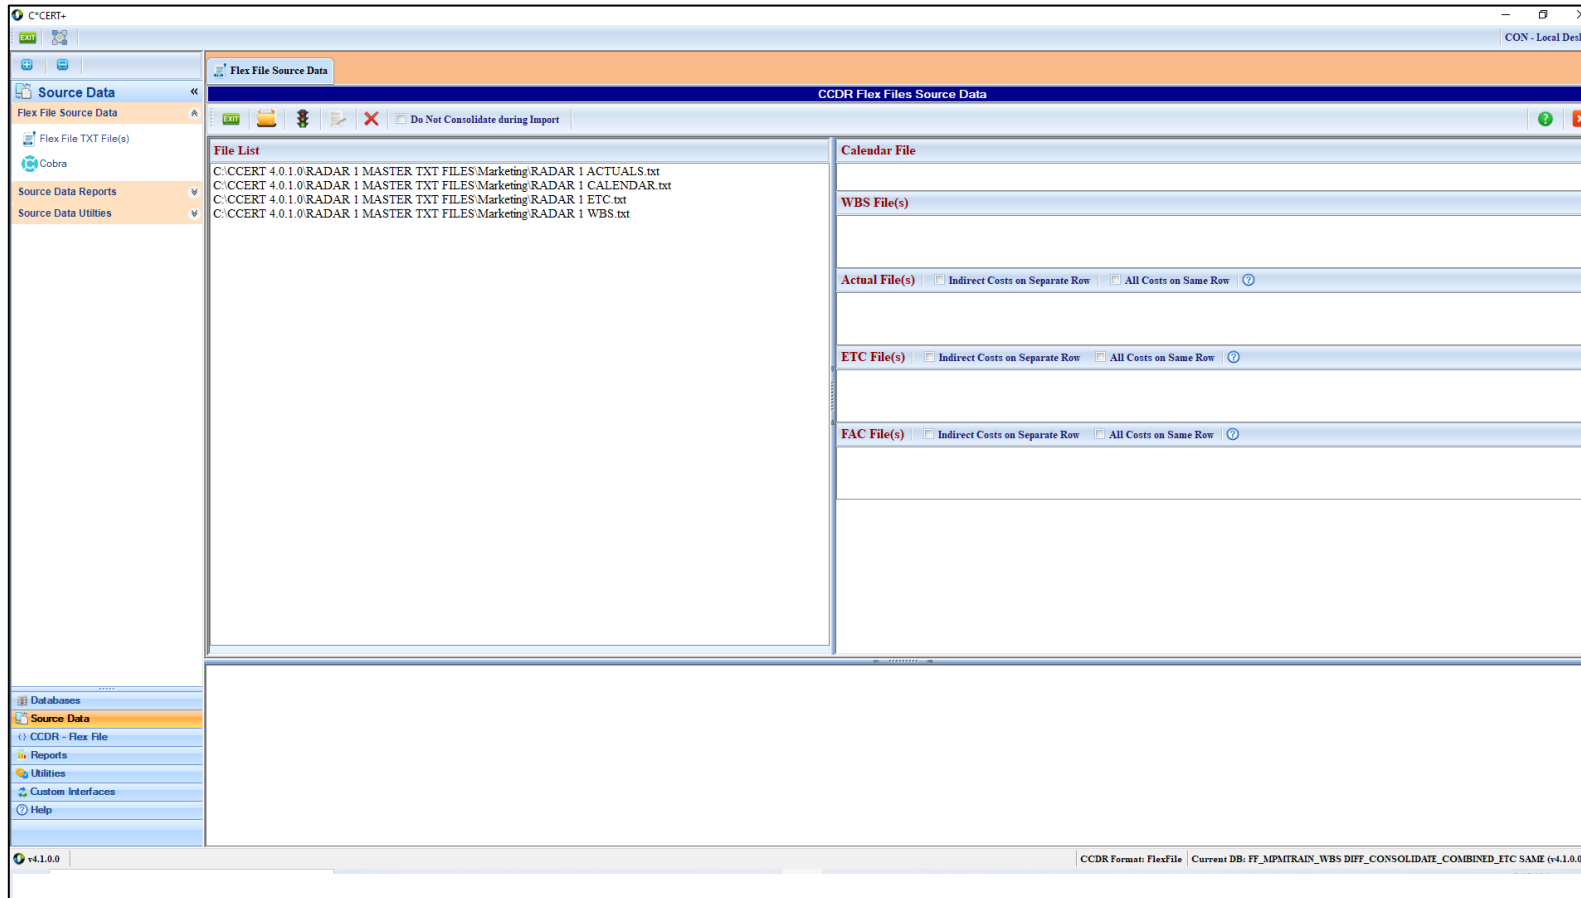 C*CERT+
EXIT
CON - Local Desk
Source Data
Flex File Source Data
Flex File TXT File(s)
Cobra
Source Data Reports
Source Data Utilties
Flex File Source Data
CCDR Flex Files Source Data
EXIT
Do Not Consolidate during Import
File List
C:\CCERT 4.0.1.0\RADAR 1 MASTER TXT FILES\Marketing\RADAR 1 ACTUALS.txt
C:\CCERT 4.0.1.0\RADAR 1 MASTER TXT FILES\Marketing\RADAR 1 CALENDAR.txt
C:\CCERT 4.0.1.0\RADAR 1 MASTER TXT FILES\Marketing\RADAR 1 ETC.txt
C:\CCERT 4.0.1.0\RADAR 1 MASTER TXT FILES\Marketing\RADAR 1 WBS.txt
Calendar File
WBS File(s)
Actual File(s) Indirect Costs on Separate Row All Costs on Same Row
ETC File(s) Indirect Costs on Separate Row All Costs on Same Row
FAC File(s) Indirect Costs on Separate Row All Costs on Same Row
Databases
Source Data
CCDR - Flex File
Reports
Utilities
Custom Interfaces
Help
v4.1.0.0
CCDR Format: FlexFile Current DB: FF_MPMTRAIN_WBS DIFF_CONSOLIDATE_COMBINED_ETC SAME (v4.1.0.0